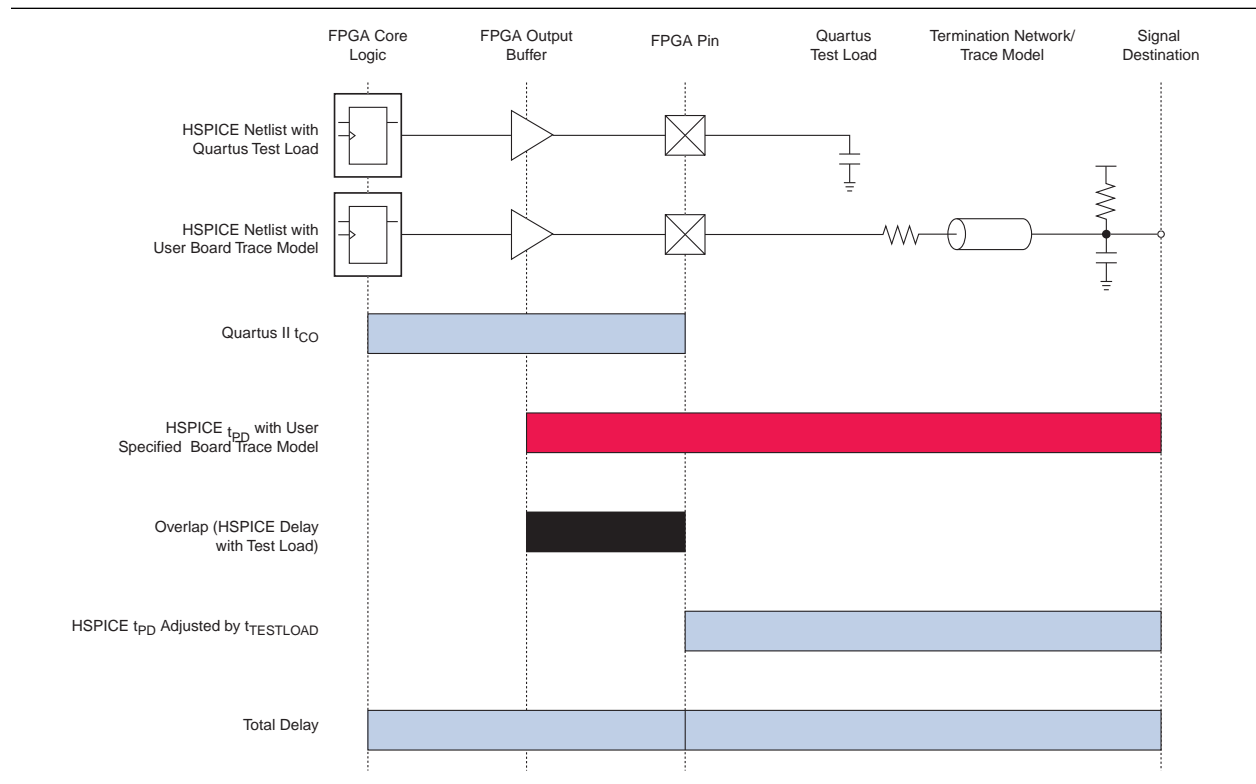 FPGA Core
Logic
FPGA Output
Buffer
FPGA Pin
Quartus
Test Load
Termination Network/
Trace Model
Signal
Destination
HSPICE Netlist with
Quartus Test Load
HSPICE Netlist with
User Board Trace Model
Quartus II tCO
HSPICE tPD with User
Specified Board Trace Model
Overlap (HSPICE Delay
with Test Load)
HSPICE tPD Adjusted by tTESTLOAD
Total Delay